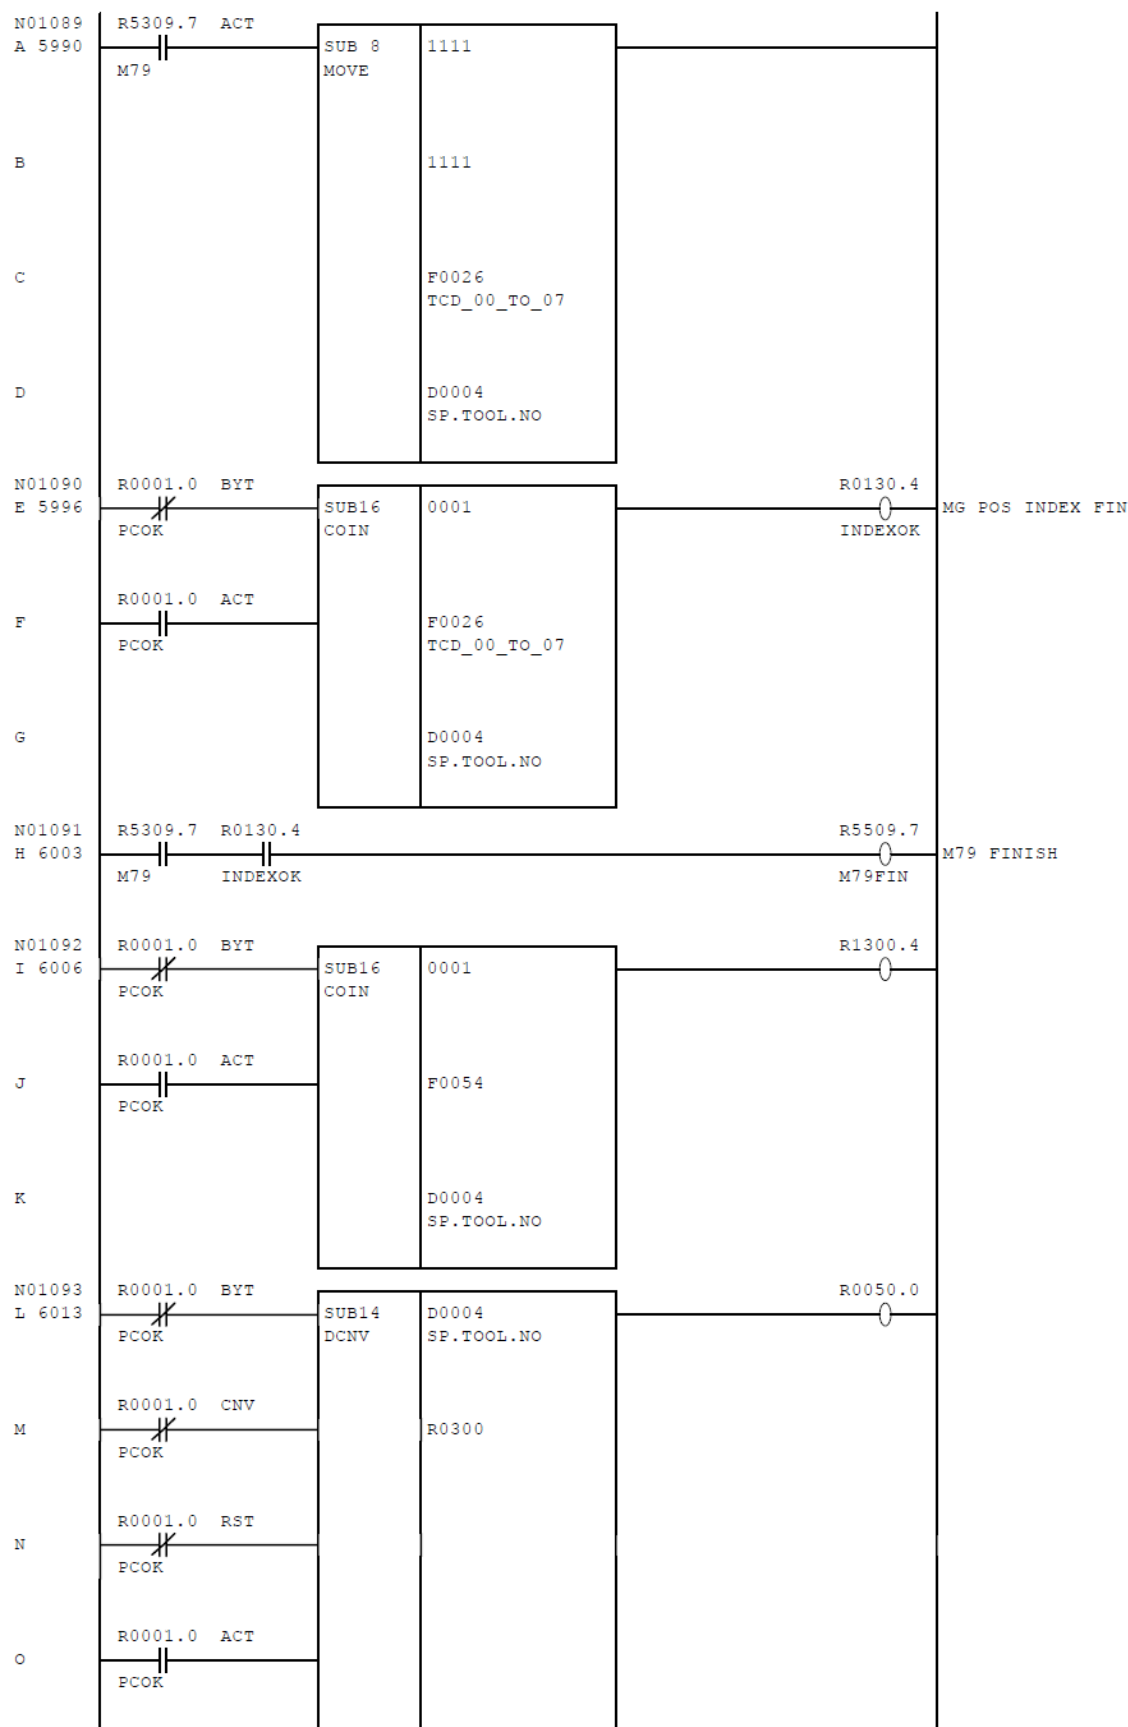 N01089 R5309.7 ACT
A 5990 SUB 8 1111
M79 MOVE
B 1111
C F0026
TCD_00_TO_07
D D0004
SP.TOOL.NO
N01090 R0001.0 BYT R0130.4
E 5996 SUB16 0001 MG POS INDEX FIN
PCOK COIN INDEXOK
R0001.0 ACT
F F0026
PCOK TCD_00_TO_07
G D0004
SP.TOOL.NO
N01091 R5309.7 R0130.4 R5509.7
H 6003 M79 FINISH
M79 INDEXOK M79FIN
N01092 R0001.0 BYT R1300.4
I 6006 SUB16 0001
PCOK COIN
R0001.0 ACT
J F0054
PCOK
K D0004
SP.TOOL.NO
N01093 R0001.0 BYT R0050.0
L 6013 SUB14 D0004
PCOK DCNV SP.TOOL.NO
R0001.0 CNV
M R0300
PCOK
R0001.0 RST
N
PCOK
R0001.0 ACT
O
PCOK